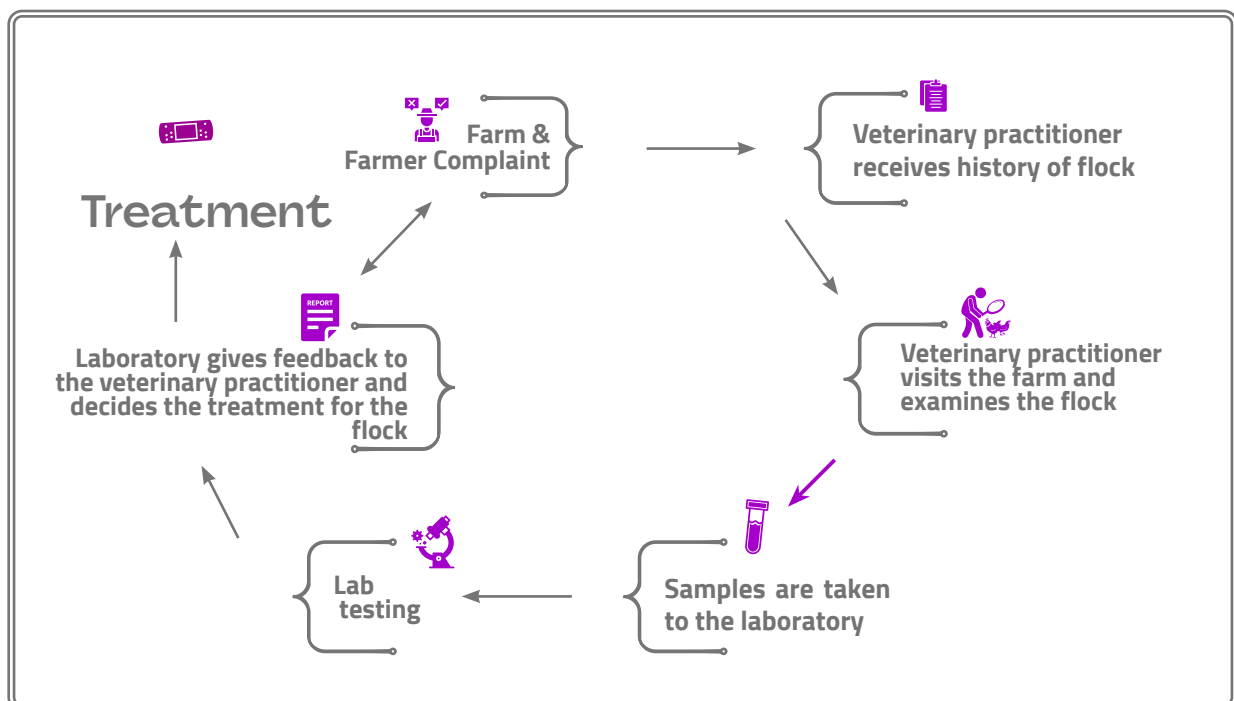 Farm &
Farmer Complaint
Veterinary practitioner
receives history of flock
Treatment
REPORT
Laboratory gives feedback to
the veterinary practitioner and
decides the treatment for the
flock
Veterinary practitioner
visits the farm and
examines the flock
Lab
testing
Samples are taken
to the laboratory